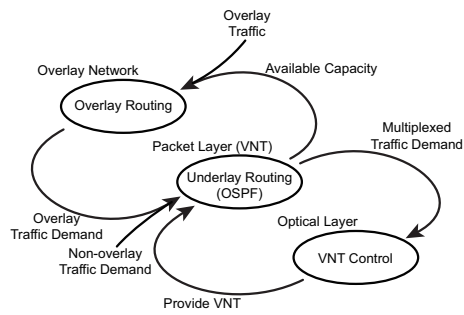 Overlay
Traffic
Overlay Network
Available Capacity
Overlay Routing
Multiplexed
Traffic Demand
Packet Layer (VNT)
Underlay Routing
(OSPF)
Overlay
Traffic Demand
Optical Layer
Non-overlay
Traffic Demand
VNT Control
Provide VNT